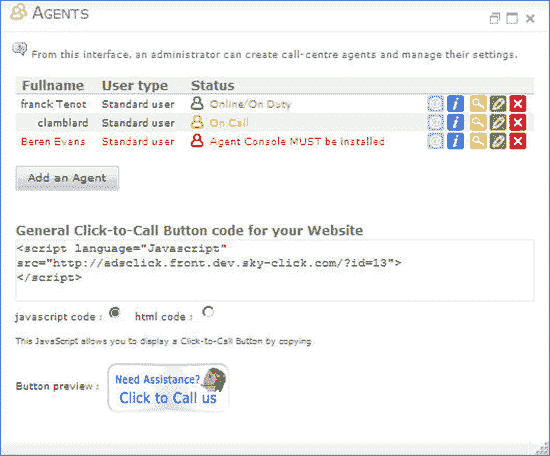 AGENTS
From this interface, an administrator can create call-centre agents and manage their settings.
Fullname User type Status
franck Tenot Standard user Online/On Duty
clamblard Standard user On Call
Beren Evans Standard user Agent Console MUST be installed
Add an Agent
General Click-to-Call Button code for your Website
<script language="Javascript"
src="http://adsclick.front.dev.sky-click.com/?id=13">
</script>
javascript code : html code :
This JavaScript allows you to display a Click-to-Call Button by copying
Button preview : Need Assistance?
Click to Call us